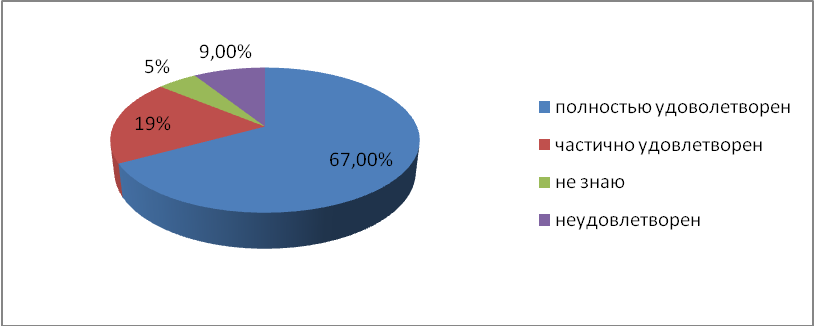 9,00%
5%
19%
67,00%
полностью удоволетворен
частично удовлетворен
не знаю
неудовлетворен